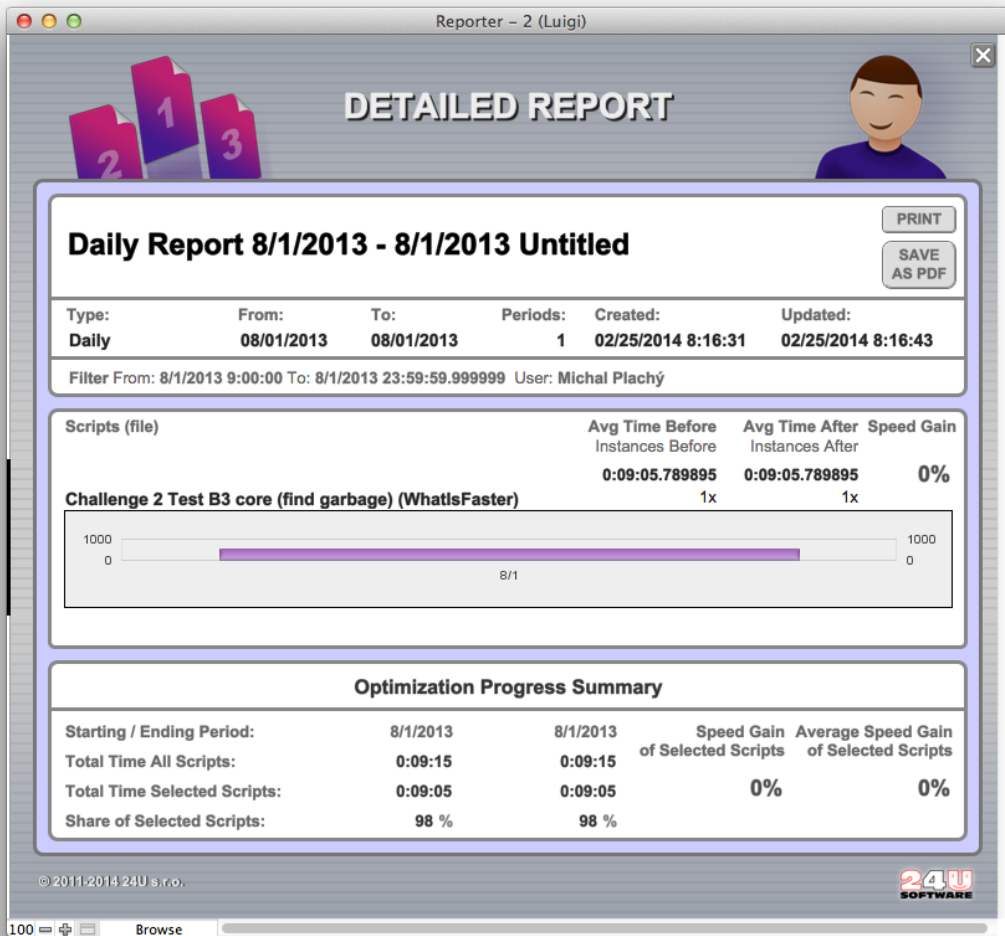 Reporter – 2 (Luigi)
DETAILED REPORT
1
2
3
PRINT
Daily Report 8/1/2013 - 8/1/2013 Untitled
SAVE
AS PDF
Type: From: To: Periods: Created: Updated:
Daily 08/01/2013 08/01/2013 1 02/25/2014 8:16:31 02/25/2014 8:16:43
Filter From: 8/1/2013 9:00:00 To: 8/1/2013 23:59:59.999999 User: Michal Plachý
Scripts (file) Avg Time Before Avg Time After Speed Gain
Instances Before Instances After
0:09:05.789895 0:09:05.789895 0%
Challenge 2 Test B3 core (find garbage) (WhatIsFaster) 1x 1x
1000 1000
0 0
8/1
Optimization Progress Summary
Starting / Ending Period: 8/1/2013 8/1/2013 Speed Gain Average Speed Gain
of Selected Scripts of Selected Scripts
Total Time All Scripts: 0:09:15 0:09:15
Total Time Selected Scripts: 0:09:05 0:09:05 0% 0%
Share of Selected Scripts: 98 % 98 %
© 2011-2014 24U s.r.o.
24U
SOFTWARE
100 Browse